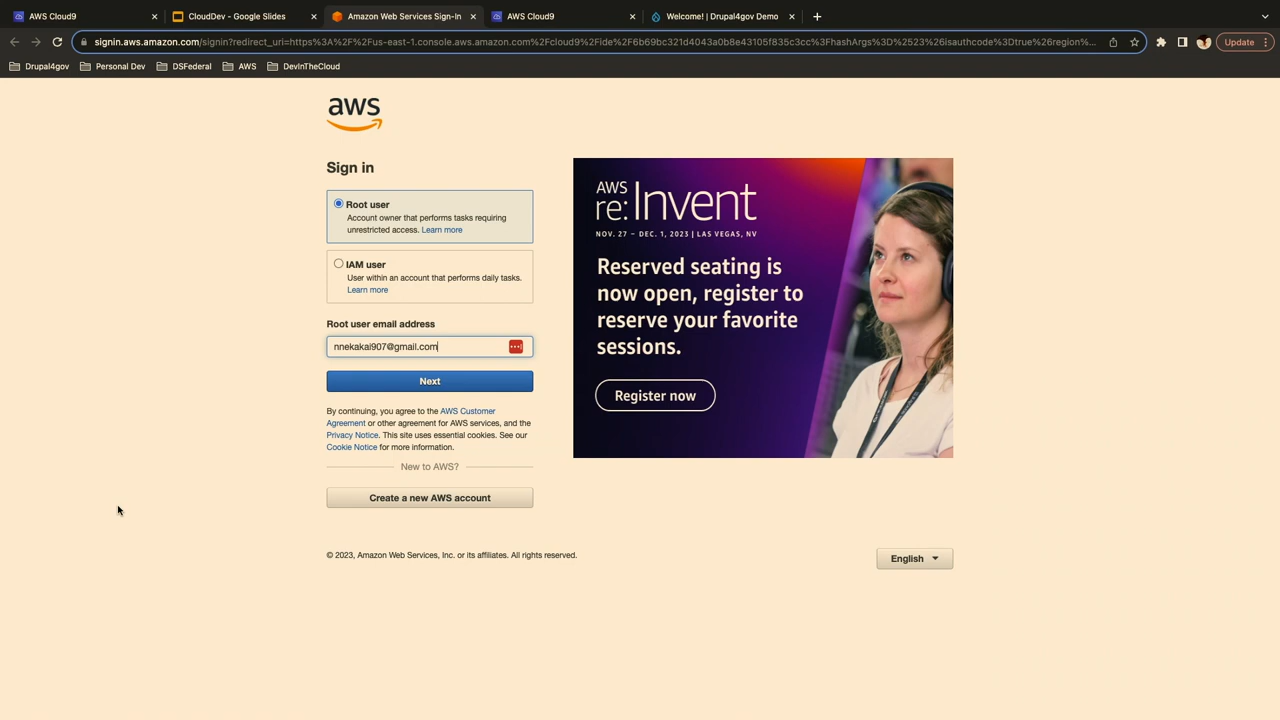 AWS Cloud9
CloudDev - Google Slides
Amazon Web Services Sign-In
AWS Cloud9
Welcome! | Drupal4gov Demo
signin.aws.amazon.com/signin?redirect_uri=https%3A%2F%2Fus-east-1.console.aws.amazon.com%2Fcloud9%2Fide%2F6b69bc321d4043a0b8e43105f835c3cc%3FhashArgs%3D%2523%26isauthcode%3Dtrue%26region%...
Update
Drupal4gov
Personal Dev
DSFederal
AWS
DevInTheCloud
aws
Sign in
Root user
Account owner that performs tasks requiring
unrestricted access. Learn more
IAM user
User within an account that performs daily tasks.
Learn more
Root user email address
nnekakai907@gmail.com
Next
By continuing, you agree to the AWS Customer
Agreement or other agreement for AWS services, and the
Privacy Notice. This site uses essential cookies. See our
Cookie Notice for more information.
New to AWS?
Create a new AWS account
AWS
re:Invent
NOV. 27 – DEC. 1, 2023 | LAS VEGAS, NV
Reserved seating is
now open, register to
reserve your favorite
sessions.
Register now
© 2023, Amazon Web Services, Inc. or its affiliates. All rights reserved.
English